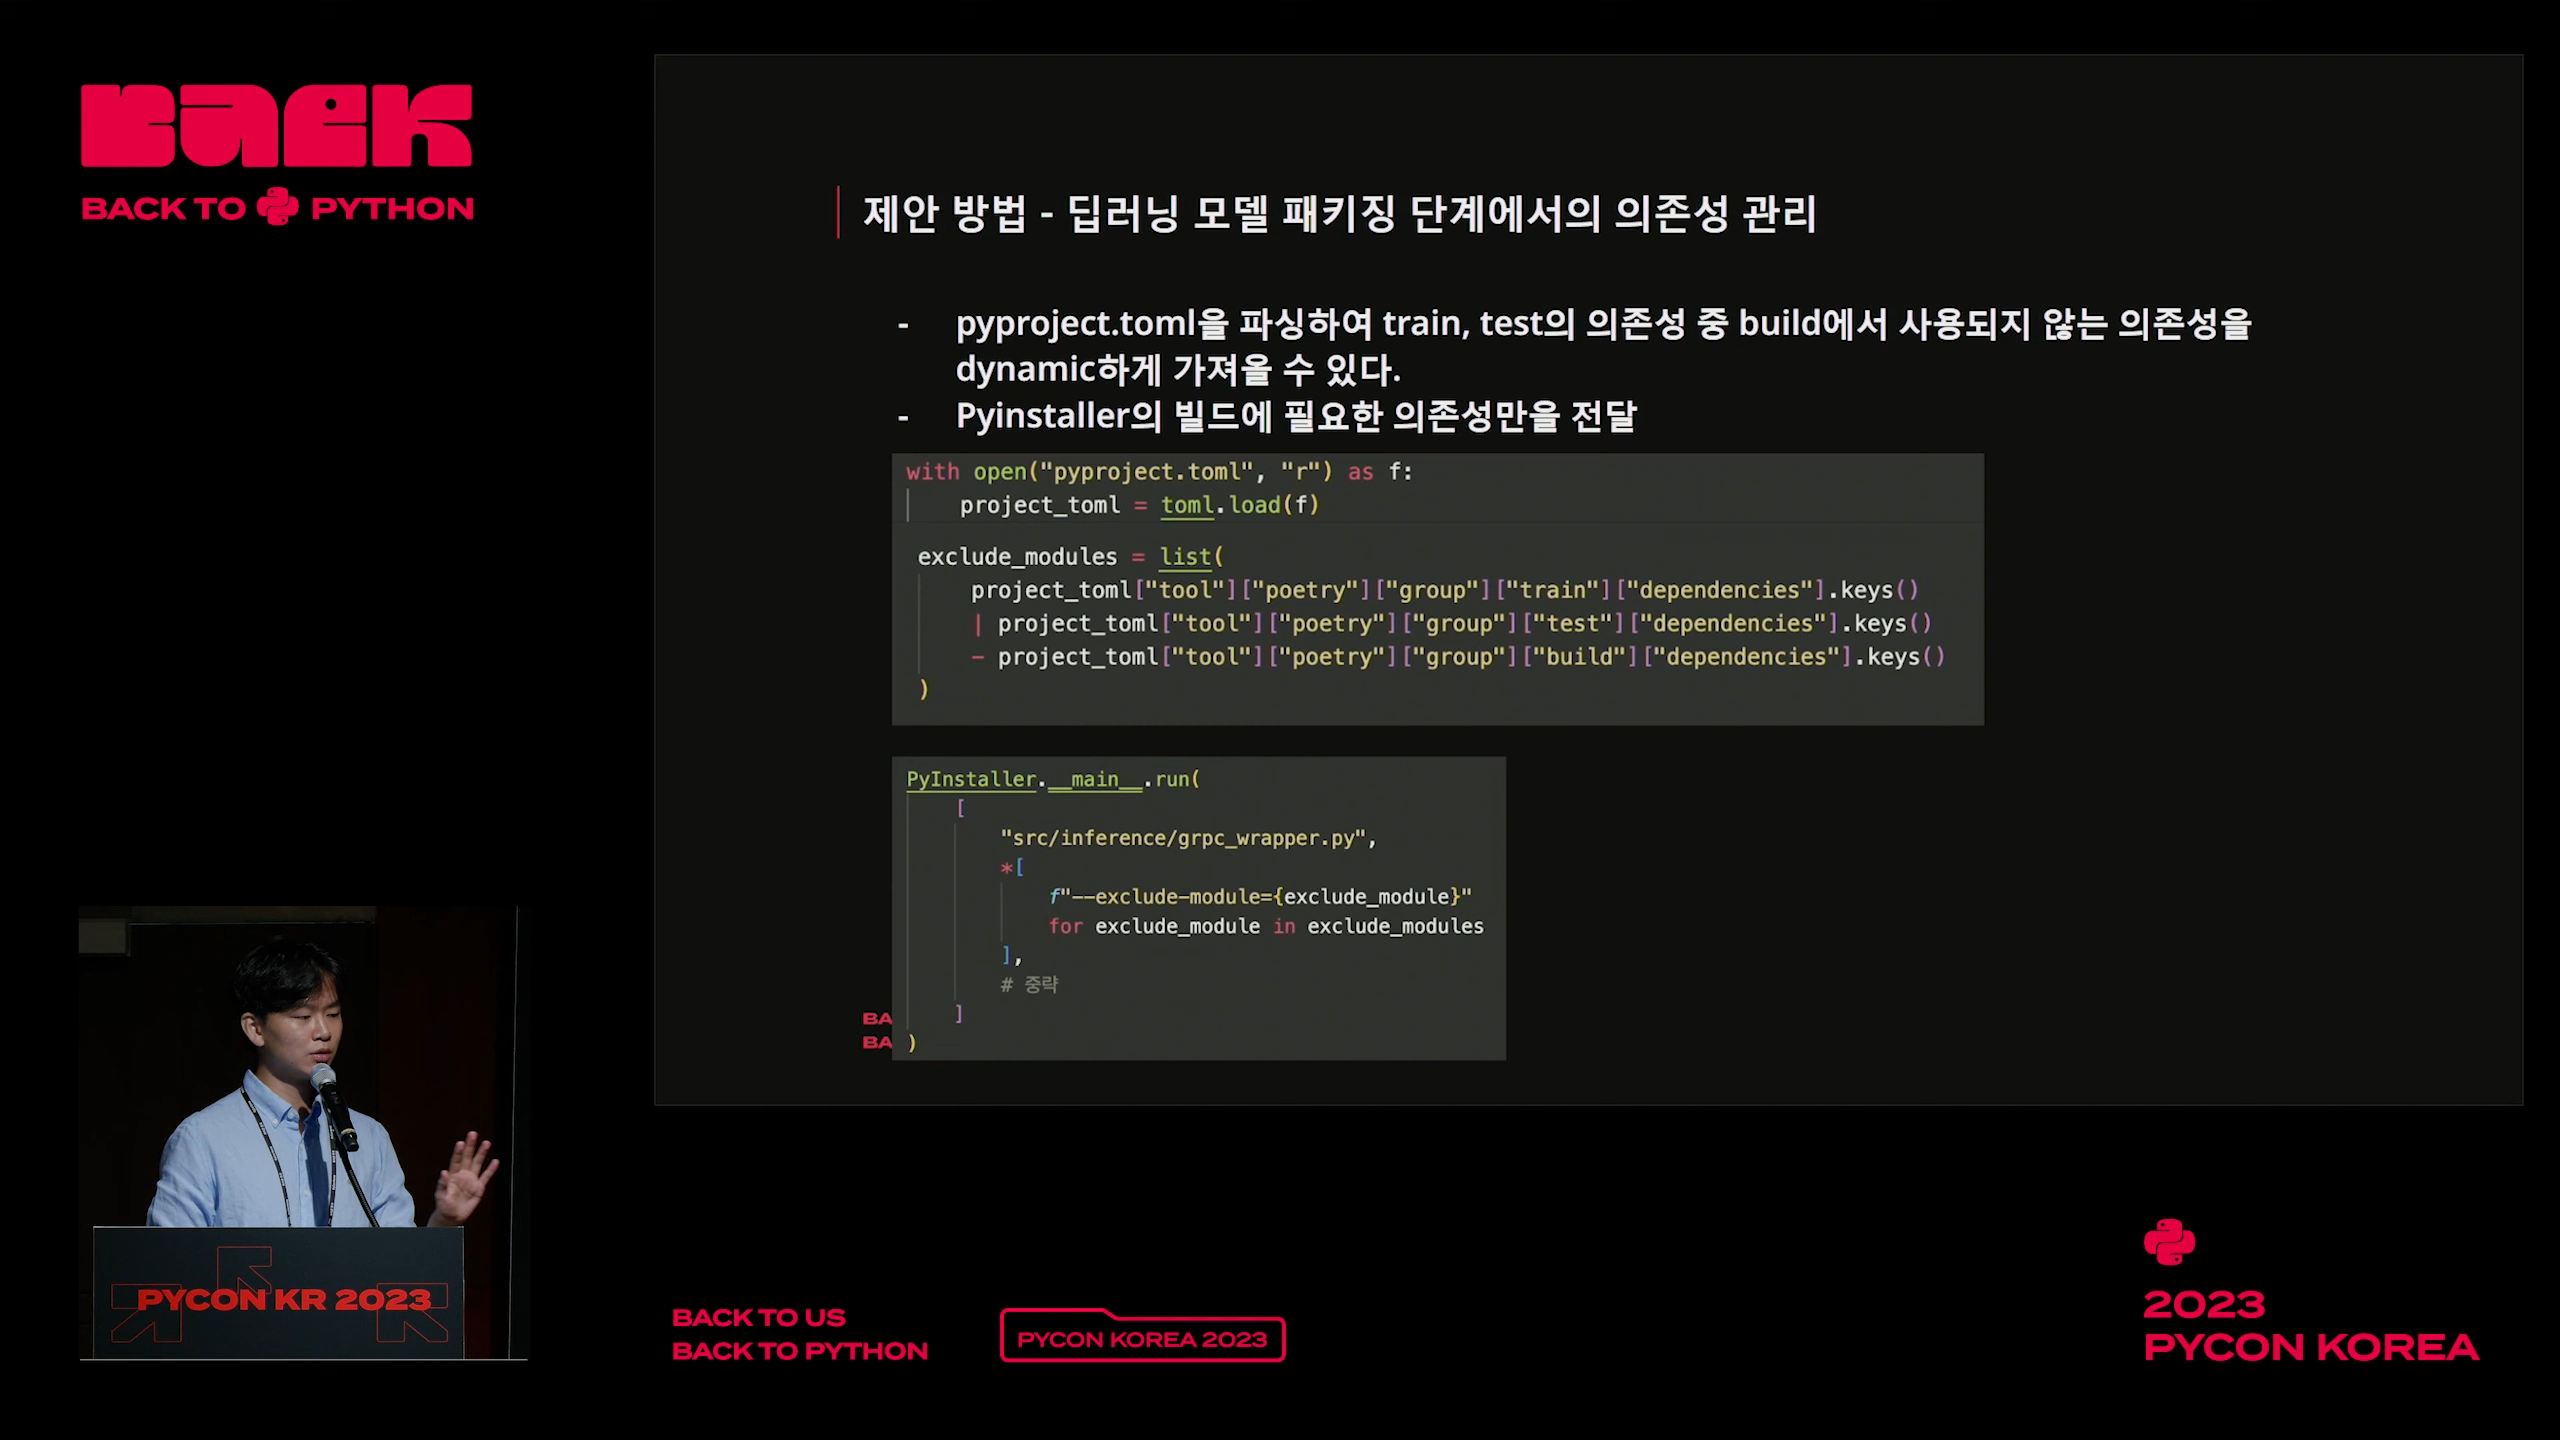 BACK
BACK TO PYTHON
제안 방법 - 딥러닝 모델 패키징 단계에서의 의존성 관리
- pyproject.toml을 파싱하여 train, test의 의존성 중 build에서 사용되지 않는 의존성을
dynamic하게 가져올 수 있다.
- Pyinstaller의 빌드에 필요한 의존성만을 전달
with open("pyproject.toml", "r") as f:
    project_toml = toml.load(f)
exclude_modules = list(
    project_toml["tool"]["poetry"]["group"]["train"]["dependencies"].keys()
    | project_toml["tool"]["poetry"]["group"]["test"]["dependencies"].keys()
    - project_toml["tool"]["poetry"]["group"]["build"]["dependencies"].keys()
)
PyInstaller.__main__.run(
    [
        "src/inference/grpc_wrapper.py",
        *[
            f"--exclude-module={exclude_module}"
            for exclude_module in exclude_modules
        ],
        # 중략
    ]
)
BA
BA
PYCON KR 2023
BACK TO US
BACK TO PYTHON
PYCON KOREA 2023
2023
PYCON KOREA